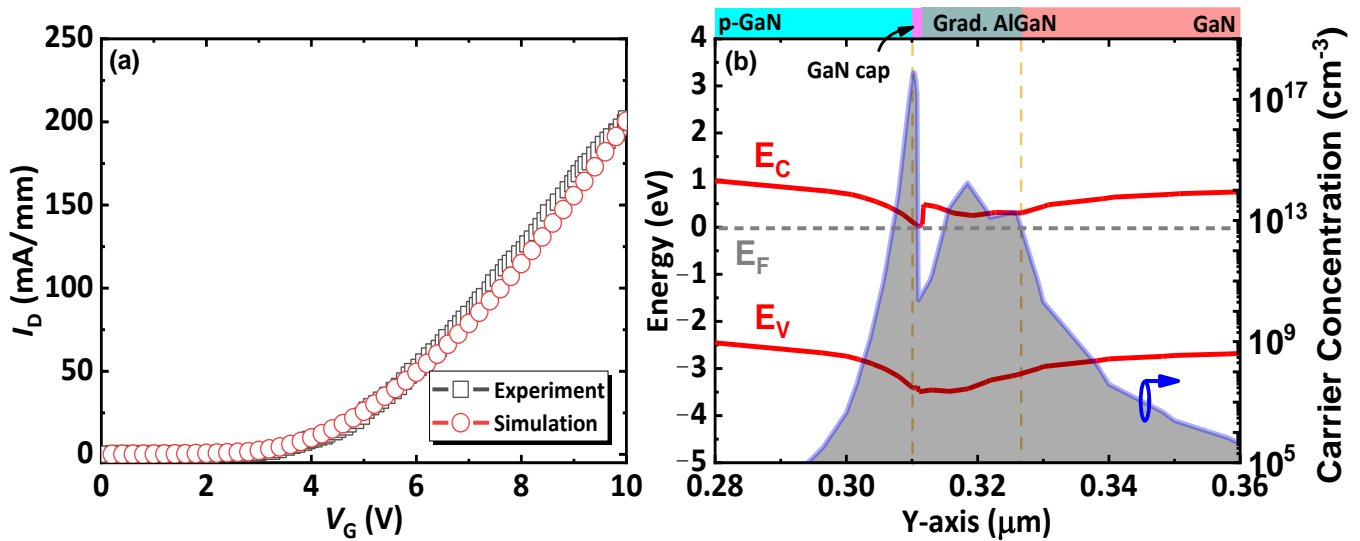 (a)
250
200
150
100
50
0
I_D (mA/mm)
Experiment
Simulation
0 2 4 6 8 10
V_G (V)
p-GaN Grad. AlGaN GaN
(b)
GaN cap
4
3
2
1
0
−1
−2
−3
−4
−5
Energy (eV)
E_C
E_F
E_V
10^17
10^13
10^9
10^5
Carrier Concentration (cm^-3)
0.28 0.30 0.32 0.34 0.36
Y-axis (μm)